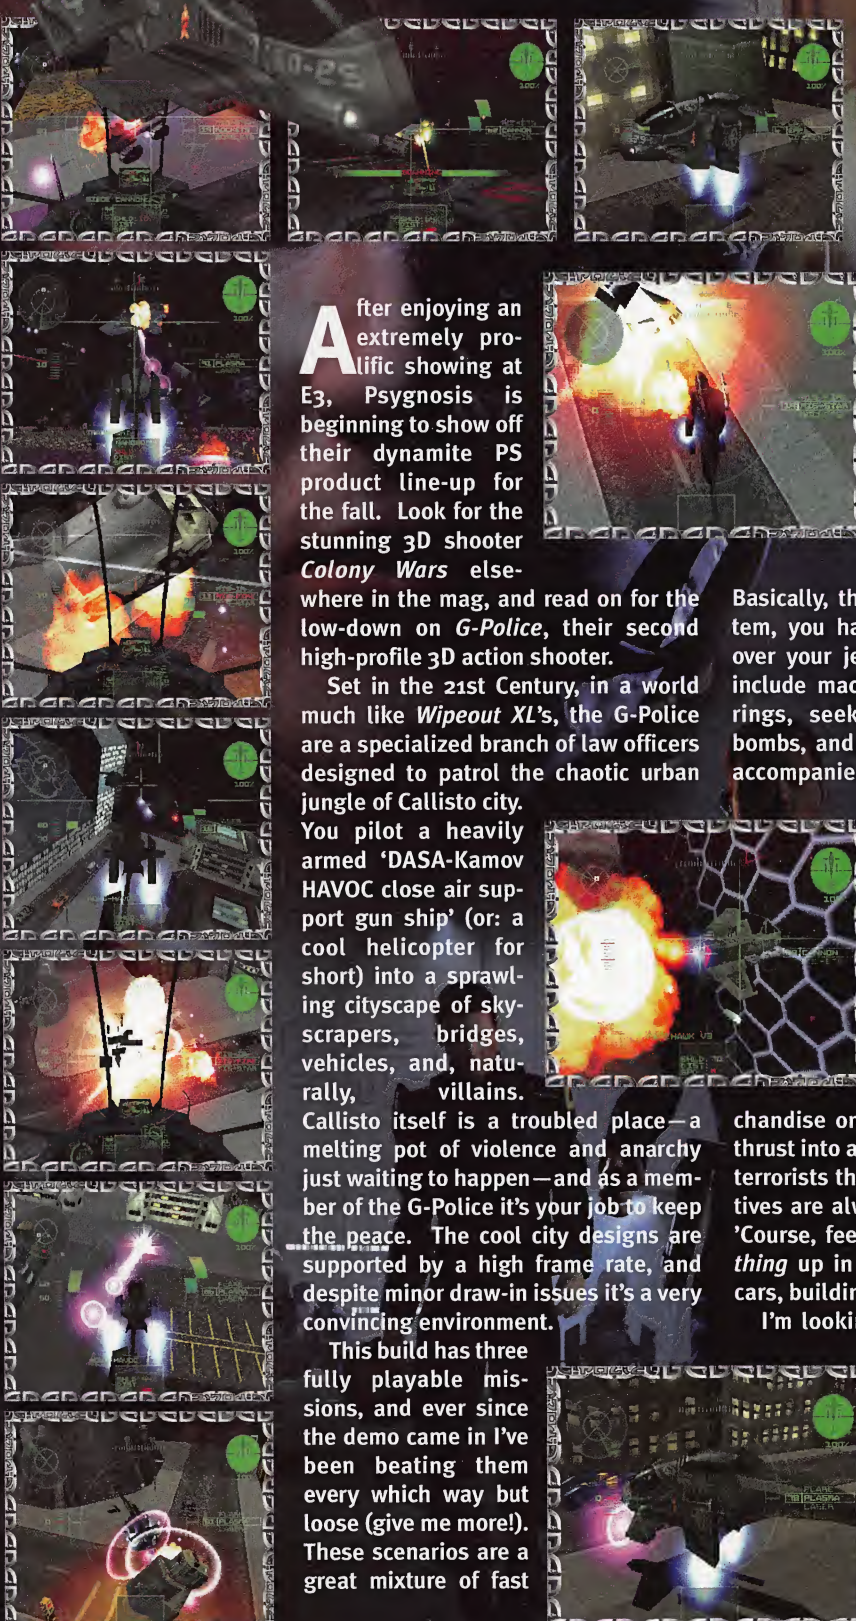 After enjoying an
extremely pro-
lific showing at
E3, Psygnosis is
beginning to show off
their dynamite PS
product line-up for
the fall. Look for the
stunning 3D shooter
Colony Wars else-
where in the mag, and read on for the
low-down on G-Police, their second
high-profile 3D action shooter.
Set in the 21st Century, in a world
much like Wipeout XL's, the G-Police
are a specialized branch of law officers
designed to patrol the chaotic urban
jungle of Callisto city.
You pilot a heavily
armed ‘DASA-Kamov
HAVOC close air sup-
port gun ship’ (or: a
cool helicopter for
short) into a sprawl-
ing cityscape of sky-
scrapers, bridges,
vehicles, and, natu-
rally, villains.
Callisto itself is a troubled place—a
melting pot of violence and anarchy
just waiting to happen—and as a mem-
ber of the G-Police it's your job to keep
the peace. The cool city designs are
supported by a high frame rate, and
despite minor draw-in issues it's a very
convincing environment.
This build has three
fully playable mis-
sions, and ever since
the demo came in I've
been beating them
every which way but
loose (give me more!).
These scenarios are a
great mixture of fast
Basically, th
tem, you ha
over your je
include mac
rings, seek
bombs, and
accompanie
chandise or
thrust into a
terrorists th
tives are alw
'Course, fee
thing up in
cars, buildin
I'm lookin